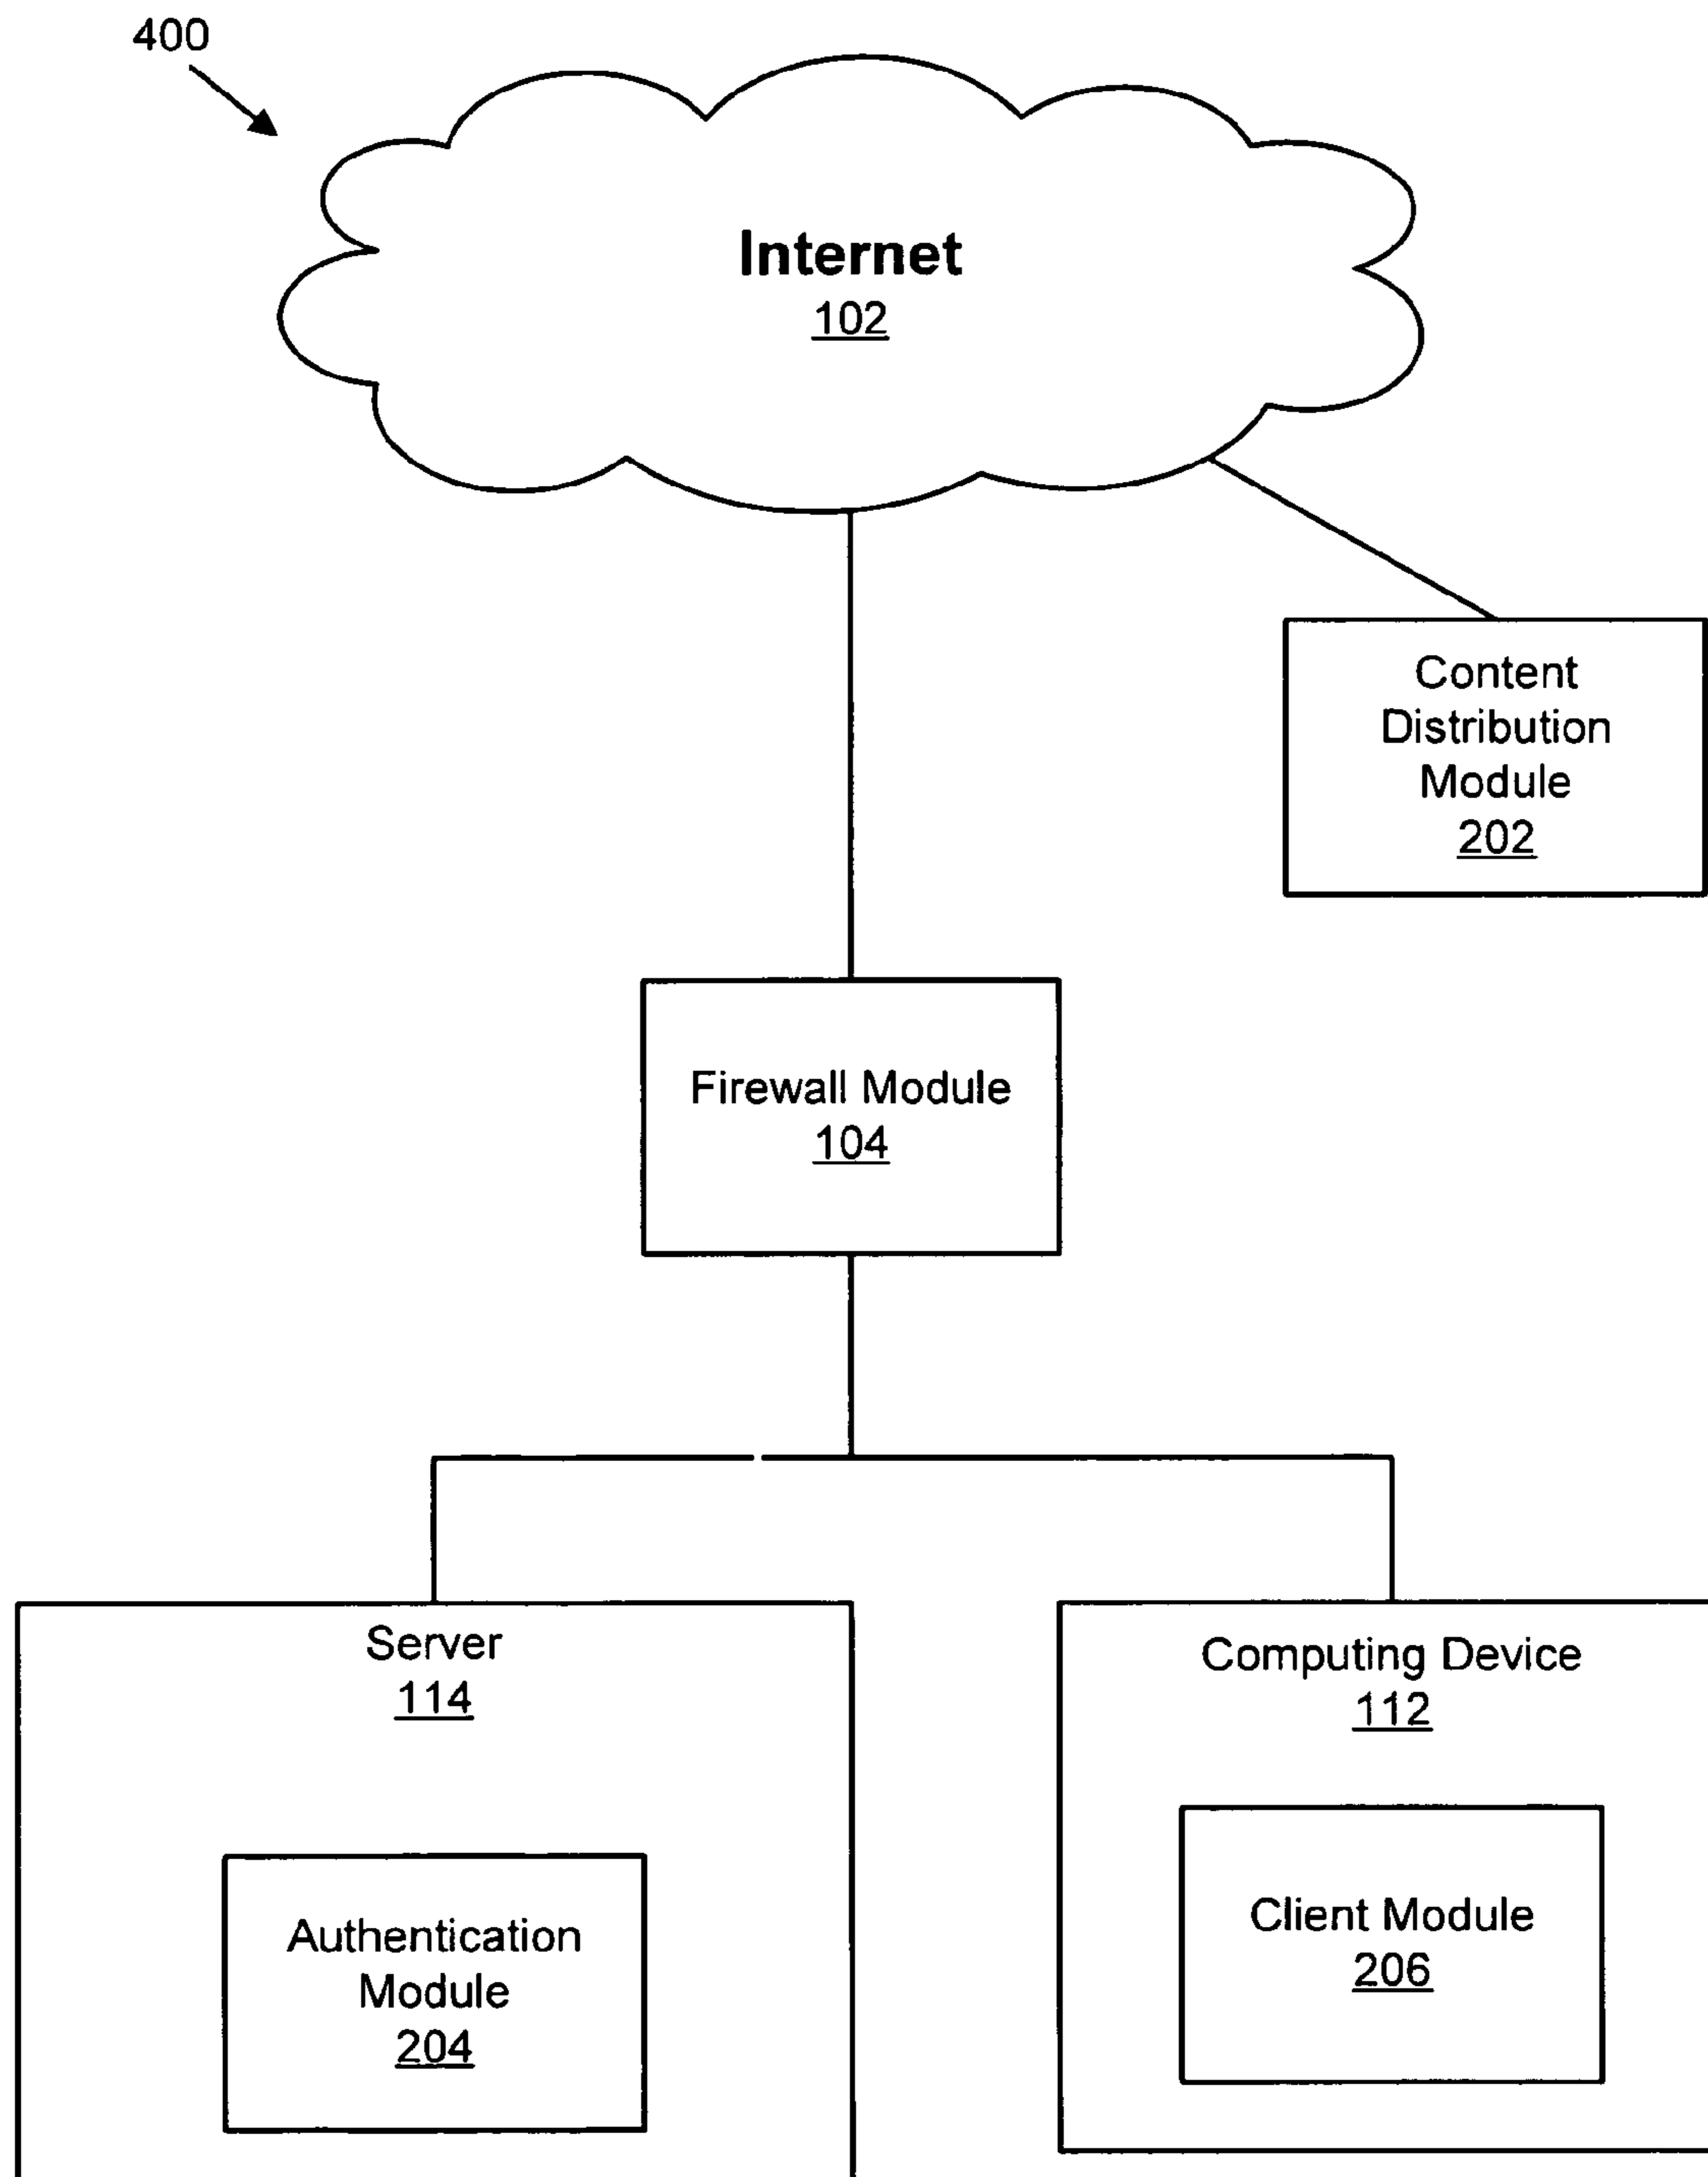 400
Internet
102
Content
Distribution
Module
202
Firewall Module
104
Server
114
Computing Device
112
Authentication
Module
204
Client Module
206